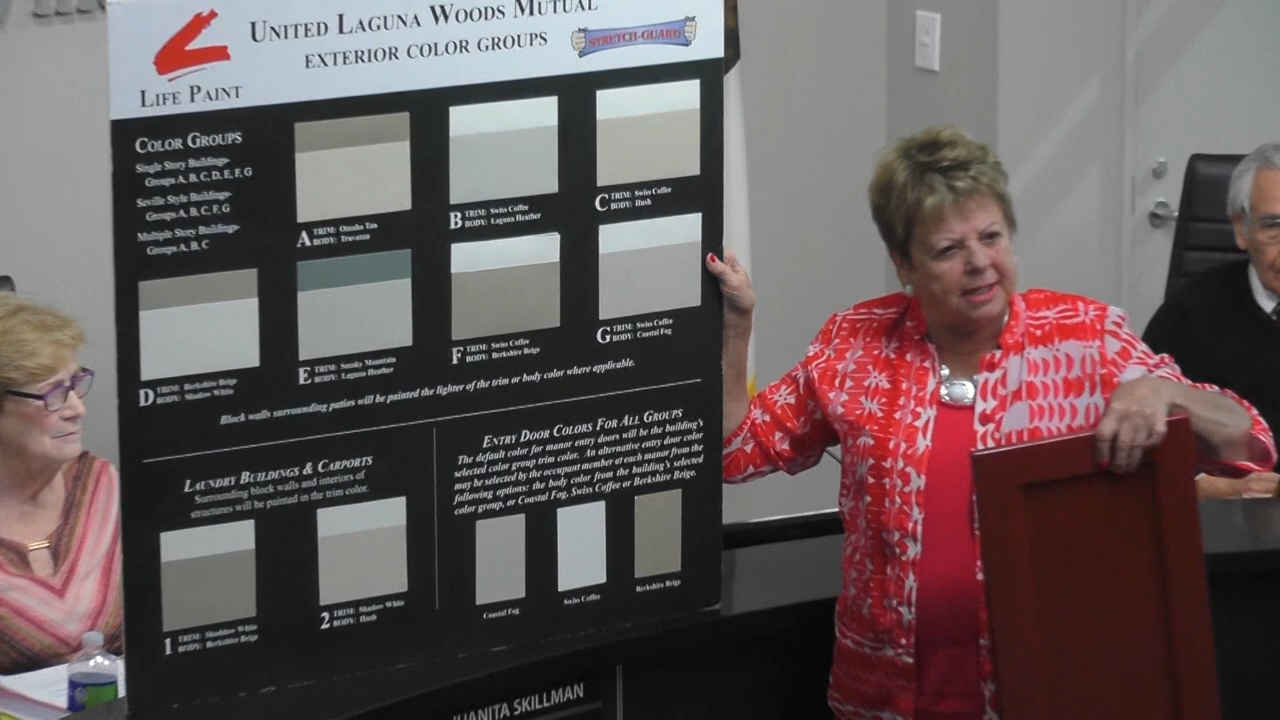 UNITED LAGUNA WOODS MUTUAL
EXTERIOR COLOR GROUPS
STRETCH-GUARD
LIFE PAINT
COLOR GROUPS
Single Story Buildings-
Groups A, B, C, D, E, F, G
Seville Style Buildings-
Groups A, B, C, F, G
Multiple Story Buildings-
Groups A, B, C
A TRIM: Omaha Tan
BODY: Travatan
B TRIM: Swiss Coffee
BODY: Laguna Heather
C TRIM: Swiss Coffee
BODY: Hush
D TRIM: Berkshire Beige
BODY: Shadow White
E TRIM: Smoky Mountain
BODY: Laguna Heather
F TRIM: Swiss Coffee
BODY: Berkshire Beige
G TRIM: Swiss Coffee
BODY: Coastal Fog
Block walls surrounding patios will be painted the lighter of the trim or body color where applicable.
LAUNDRY BUILDINGS & CARPORTS
Surrounding block walls and interiors of
structures will be painted in the trim color.
1 TRIM: Shaddow White
BODY: Berkshire Beige
2 TRIM: Shadow White
BODY: Hush
ENTRY DOOR COLORS FOR ALL GROUPS
The default color for manor entry doors will be the building's
selected color group trim color. An alternative entry door color
may be selected by the occupant member at each manor from the
following options: the body color from the building's selected
color group, or Coastal Fog, Swiss Coffee or Berkshire Beige.
Coastal Fog
Swiss Coffee
Berkshire Beige
JUANITA SKILLMAN